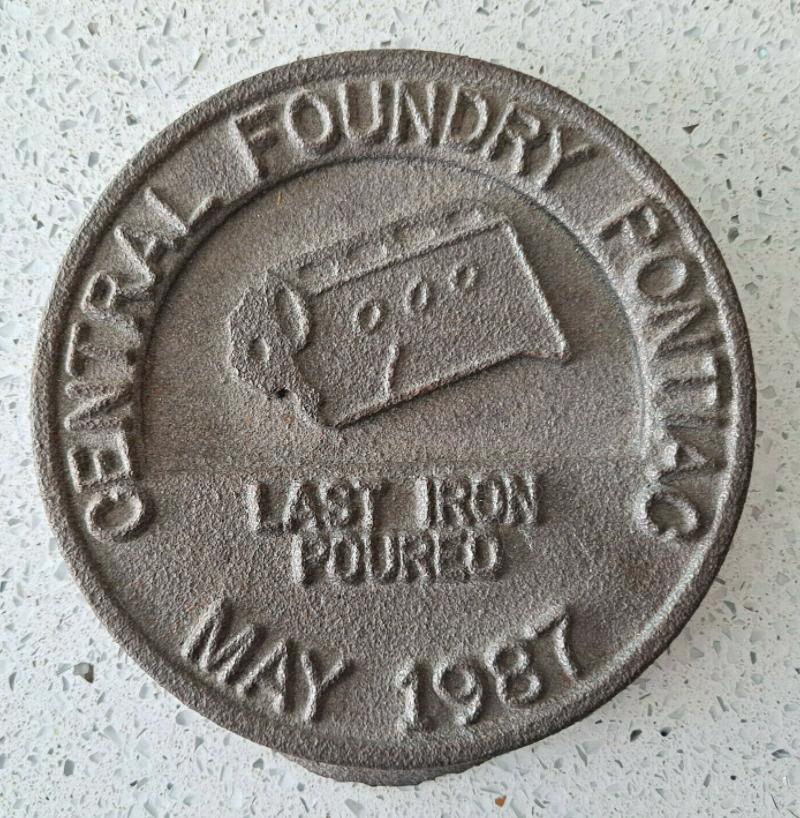 CENTRAL FOUNDRY PONTIAC
LAST IRON
POURED
MAY 1987